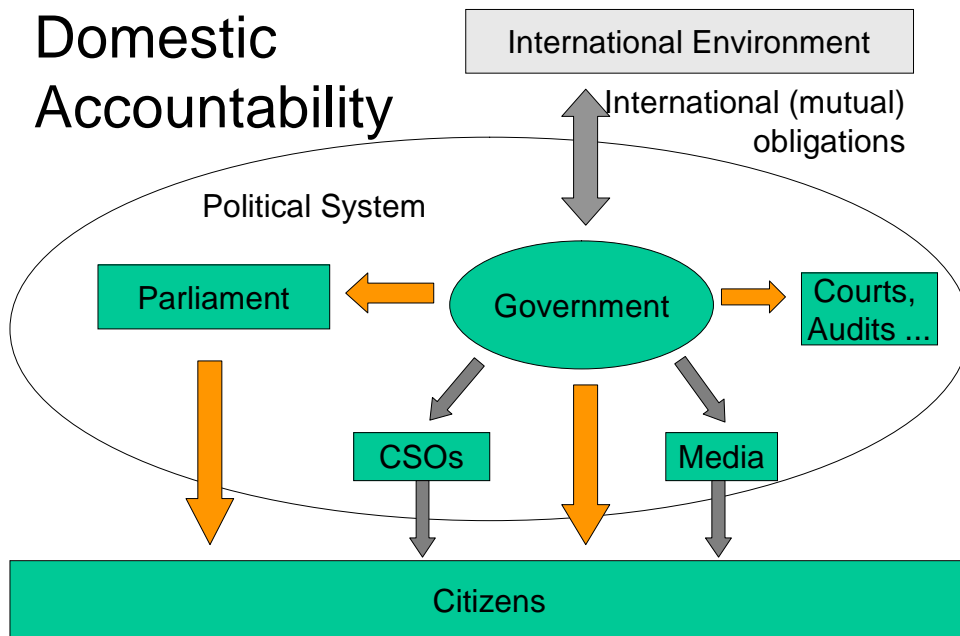 Domestic
Accountability
International Environment
International (mutual)
obligations
Political System
Parliament
Government
Courts,
Audits ...
CSOs
Media
Citizens